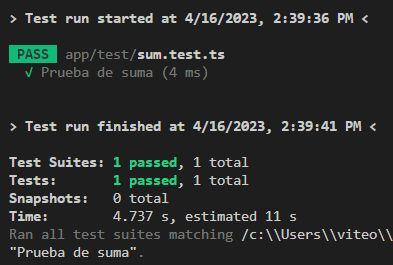 > Test run started at 4/16/2023, 2:39:36 PM <
PASS app/test/sum.test.ts
√ Prueba de suma (4 ms)
> Test run finished at 4/16/2023, 2:39:41 PM <
Test Suites: 1 passed, 1 total
Tests: 1 passed, 1 total
Snapshots: 0 total
Time: 4.737 s, estimated 11 s
Ran all test suites matching /c:\\Users\\viteo\\
"Prueba de suma".